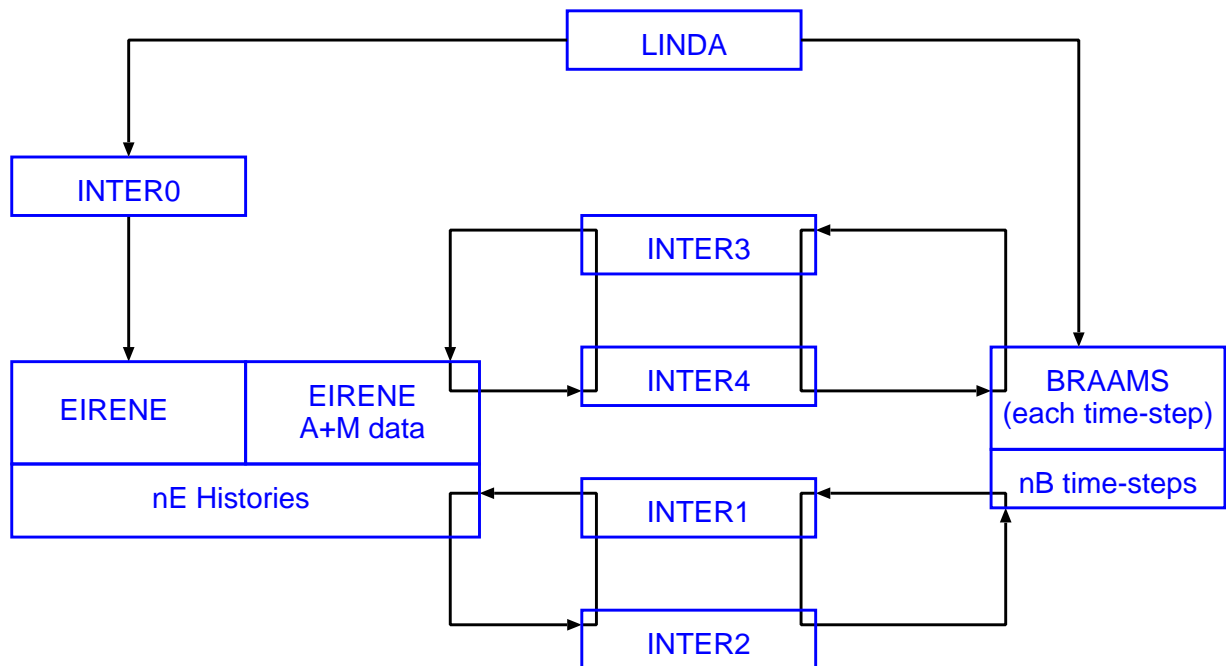 LINDA
INTER0
INTER3
INTER4
EIRENE
EIRENE
A+M data
BRAAMS
(each time-step)
nE Histories
nB time-steps
INTER1
INTER2